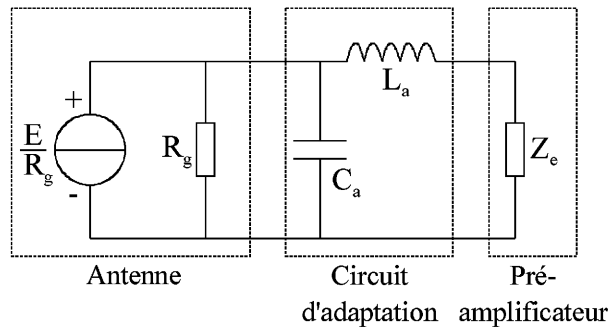 +
E
R_g
-
R_g
C_a
L_a
Z_e
Antenne
Circuit
d'adaptation
Pré-
amplificateur